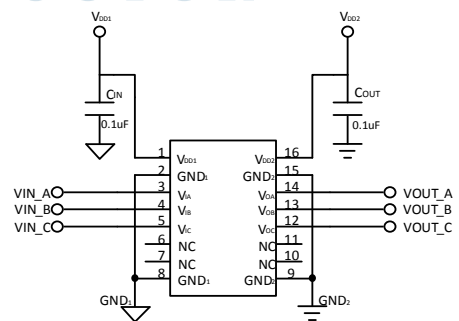 VDD1 VDD2
CIN COUT
0.1uF 0.1uF
1 VDD1 VDD2 16
2 GND1 GND2 15
VIN_A 3 VIA VOA 14 VOUT_A
VIN_B 4 VIB VOB 13 VOUT_B
VIN_C 5 VIC VOC 12 VOUT_C
6 NC NC 11
7 NC NC 10
8 GND1 GND2 9
GND1 GND2